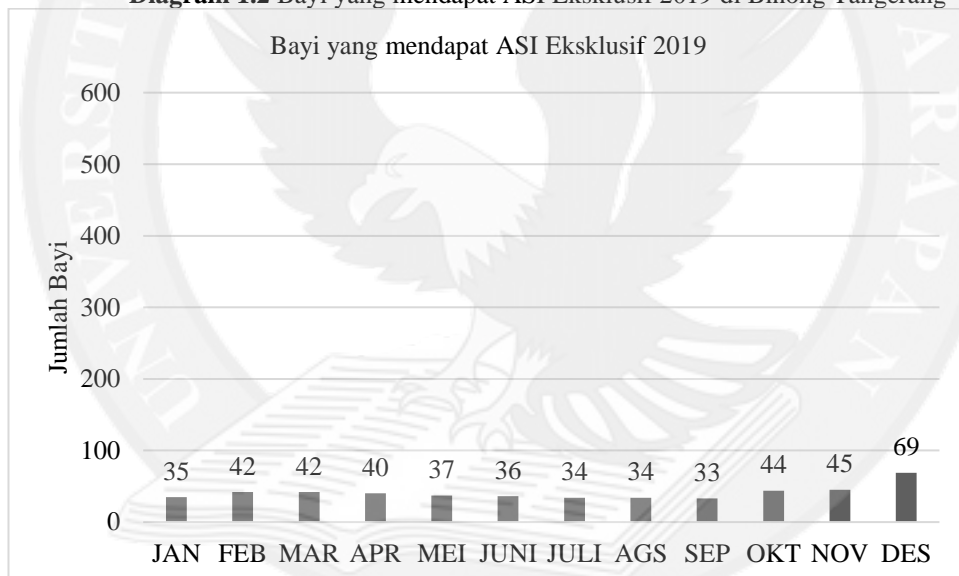 Diagram 1.2 Bayi yang mendapat ASI Eksklusif 2019 di Binong Tangerang
Bayi yang mendapat ASI Eksklusif 2019
600
500
400
300
200
100
0
Jumlah Bayi
35 42 42 40 37 36 34 34 33 44 45 69
JAN FEB MAR APR MEI JUNI JULI AGS SEP OKT NOV DES